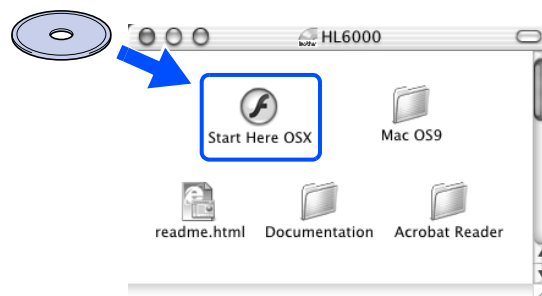 HL6000
Start Here OSX
Mac OS9
readme.html
Documentation
Acrobat Reader